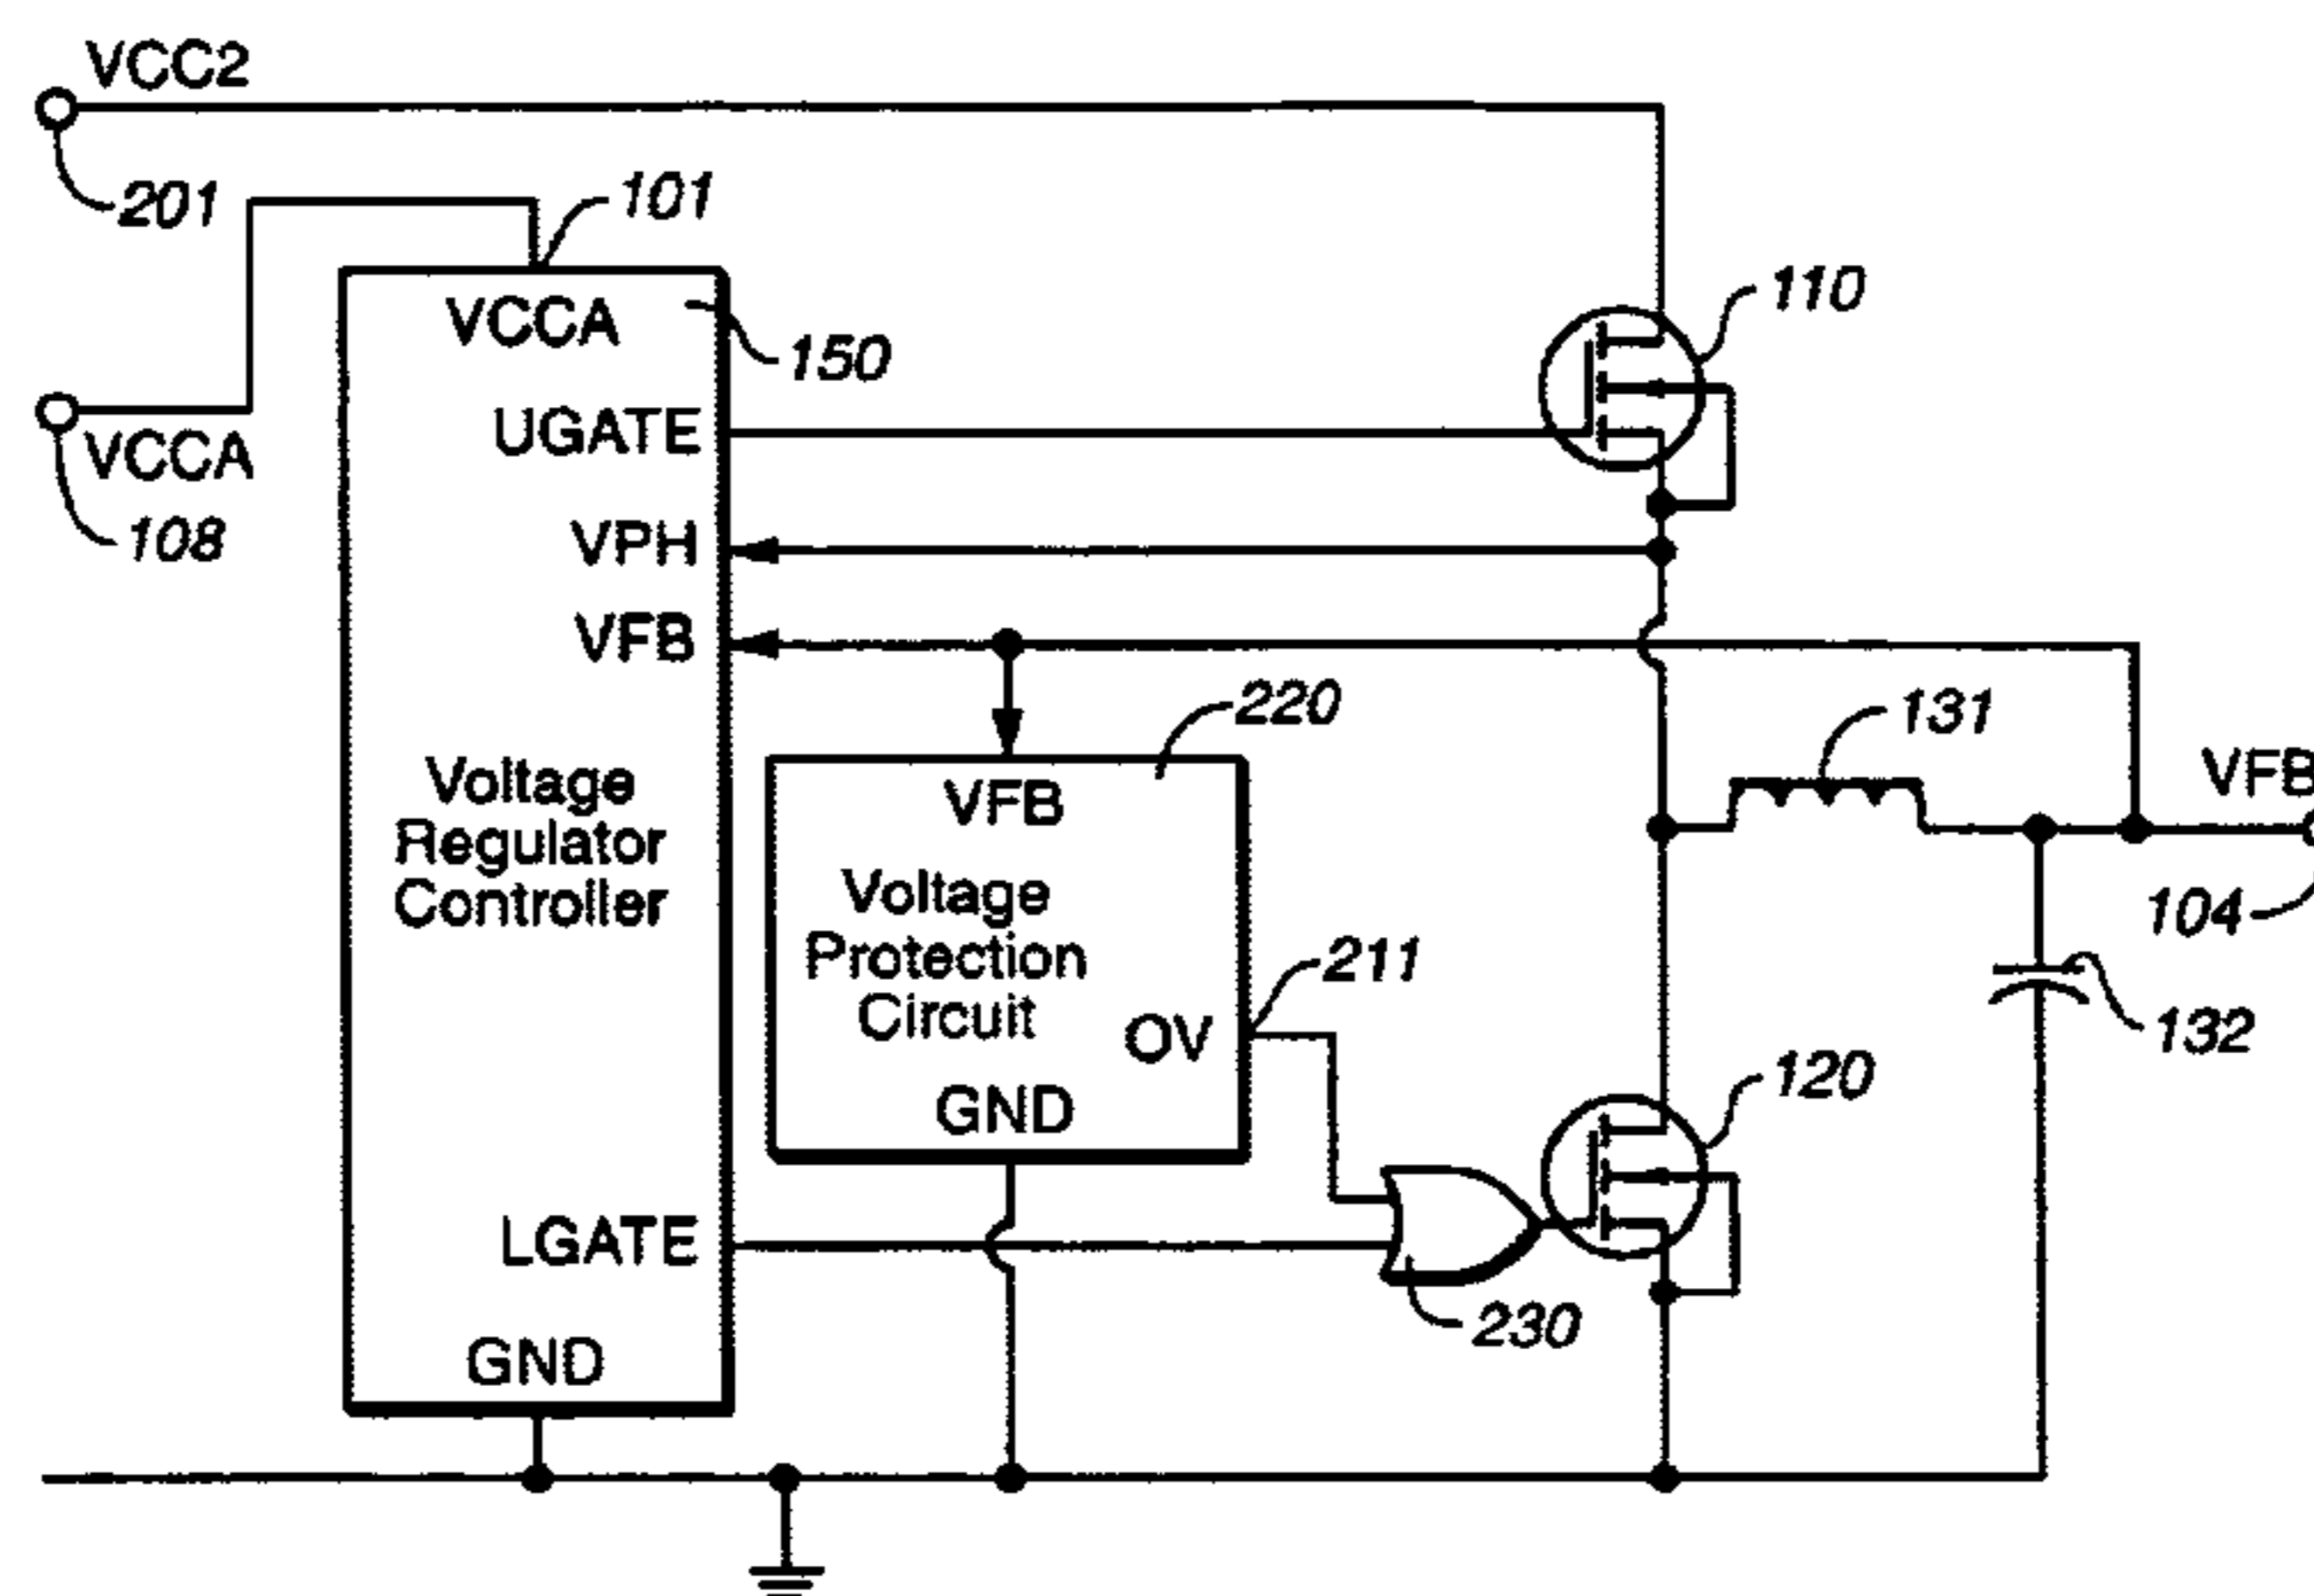 VCC2
201
101
VCCA
150
110
UGATE
VCCA
108
VPH
VFB
220
131
VFB
Voltage
Regulator
Controller
VFB
104
Voltage
Protection
Circuit
211
OV
132
GND
120
LGATE
230
GND